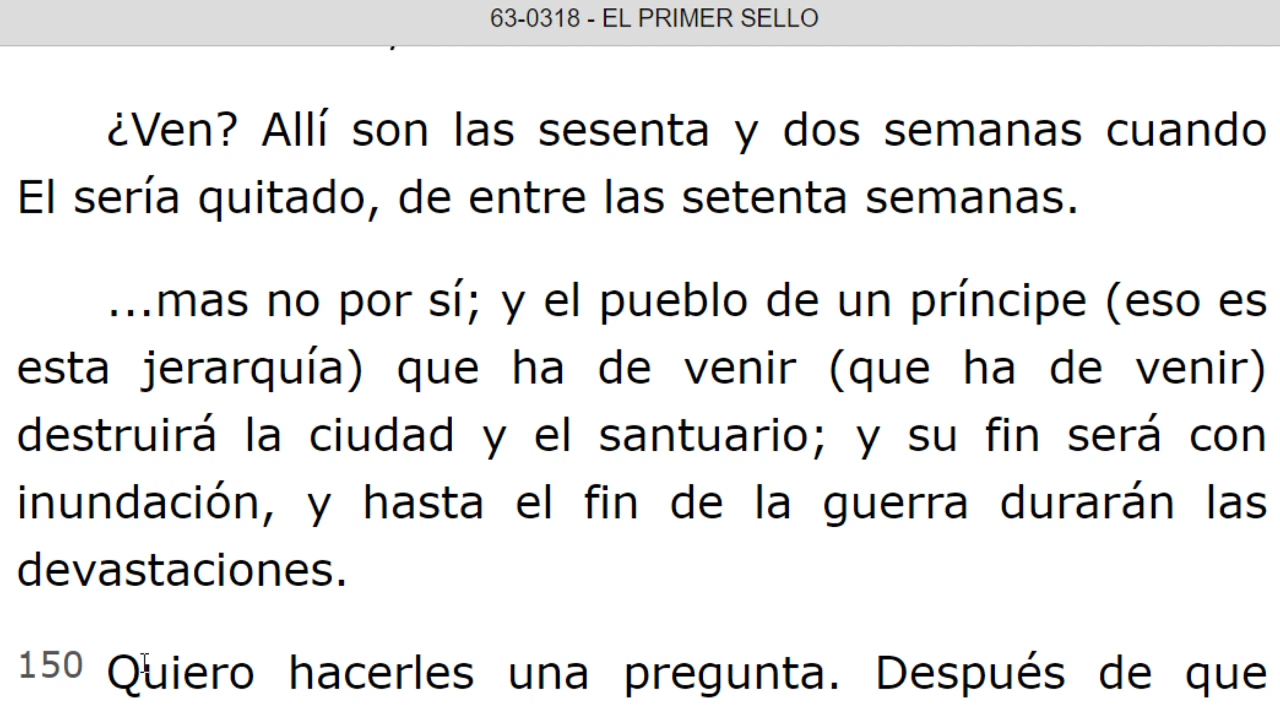 63-0318 - EL PRIMER SELLO
¿Ven? Allí son las sesenta y dos semanas cuando
El sería quitado, de entre las setenta semanas.
...mas no por sí; y el pueblo de un príncipe (eso es
esta jerarquía) que ha de venir (que ha de venir)
destruirá la ciudad y el santuario; y su fin será con
inundación, y hasta el fin de la guerra durarán las
devastaciones.
150 Quiero hacerles una pregunta. Después de que